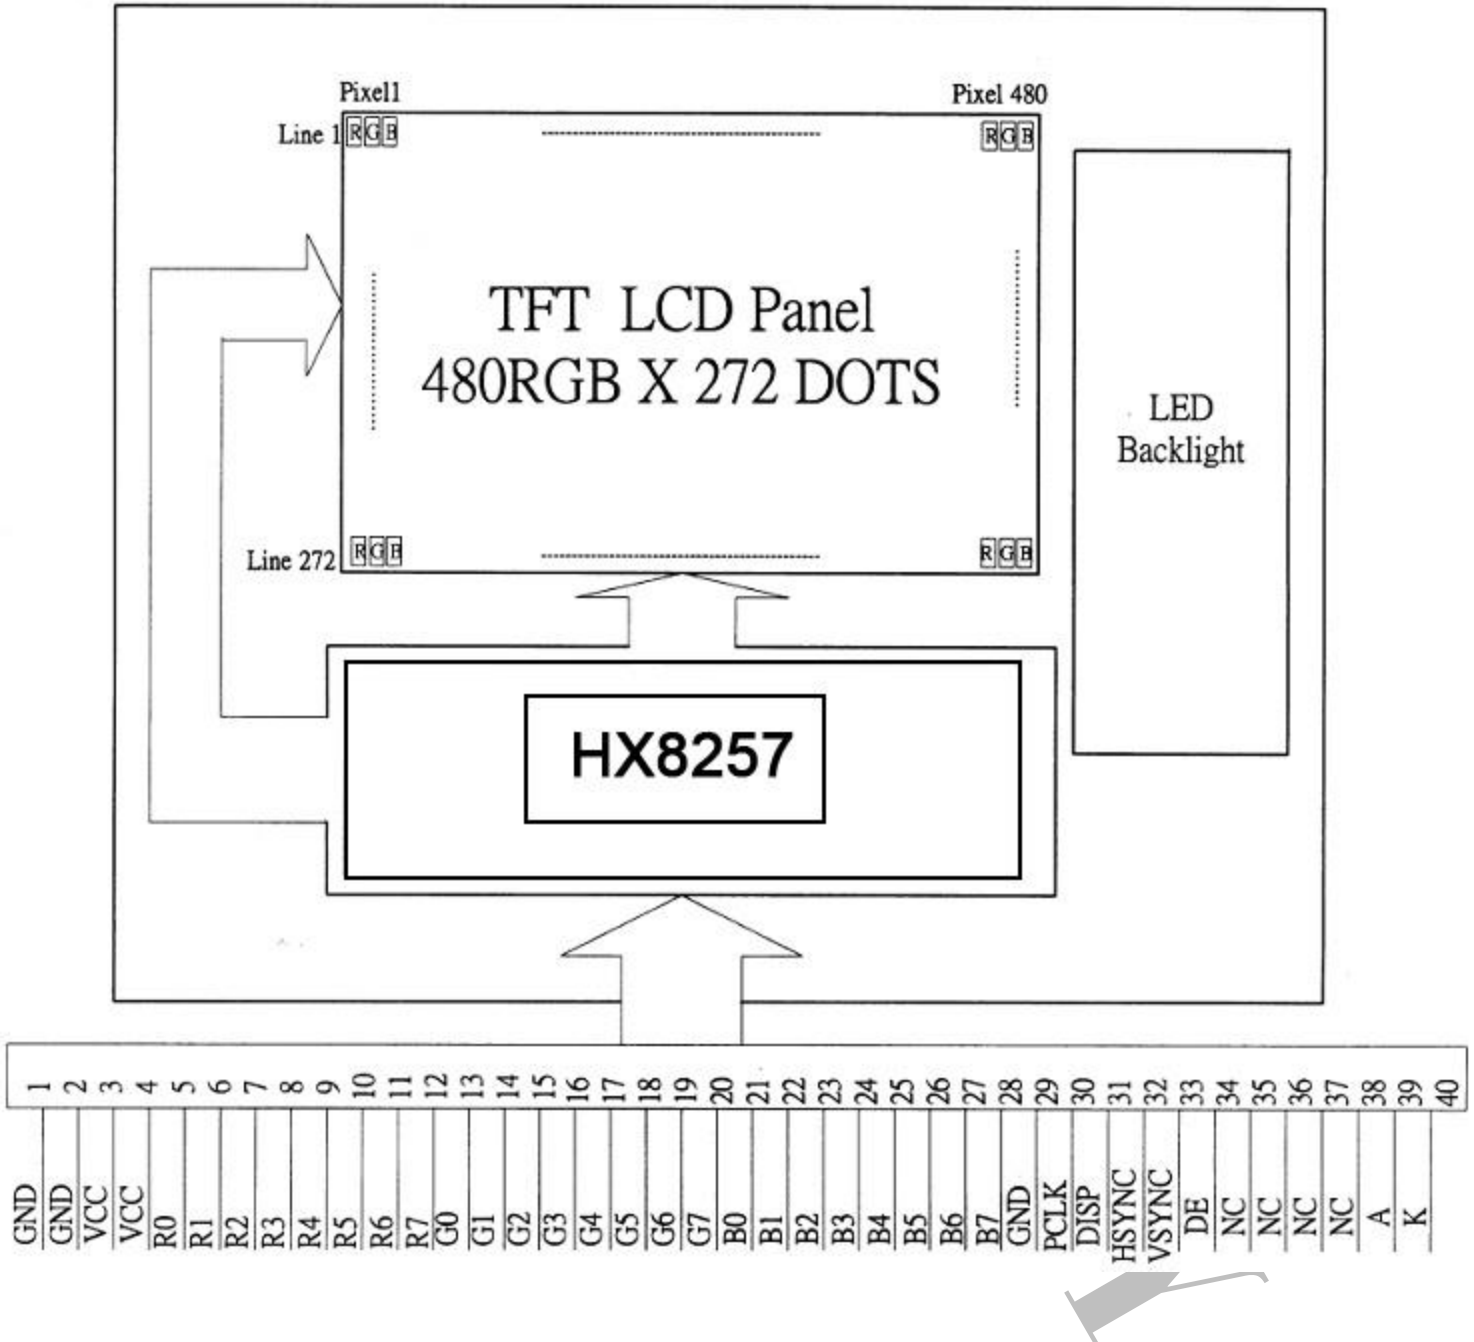 Pixel1 Pixel 480
Line 1 R G B R G B
TFT LCD Panel
480RGB X 272 DOTS
LED
Backlight
Line 272 R G B R G B
HX8257
1 2 3 4 5 6 7 8 9 10 11 12 13 14 15 16 17 18 19 20 21 22 23 24 25 26 27 28 29 30 31 32 33 34 35 36 37 38 39 40
GND GND VCC VCC R0 R1 R2 R3 R4 R5 R6 R7 G0 G1 G2 G3 G4 G5 G6 G7 B0 B1 B2 B3 B4 B5 B6 B7 GND PCLK DISP HSYNC VSYNC DE NC NC NC NC A K